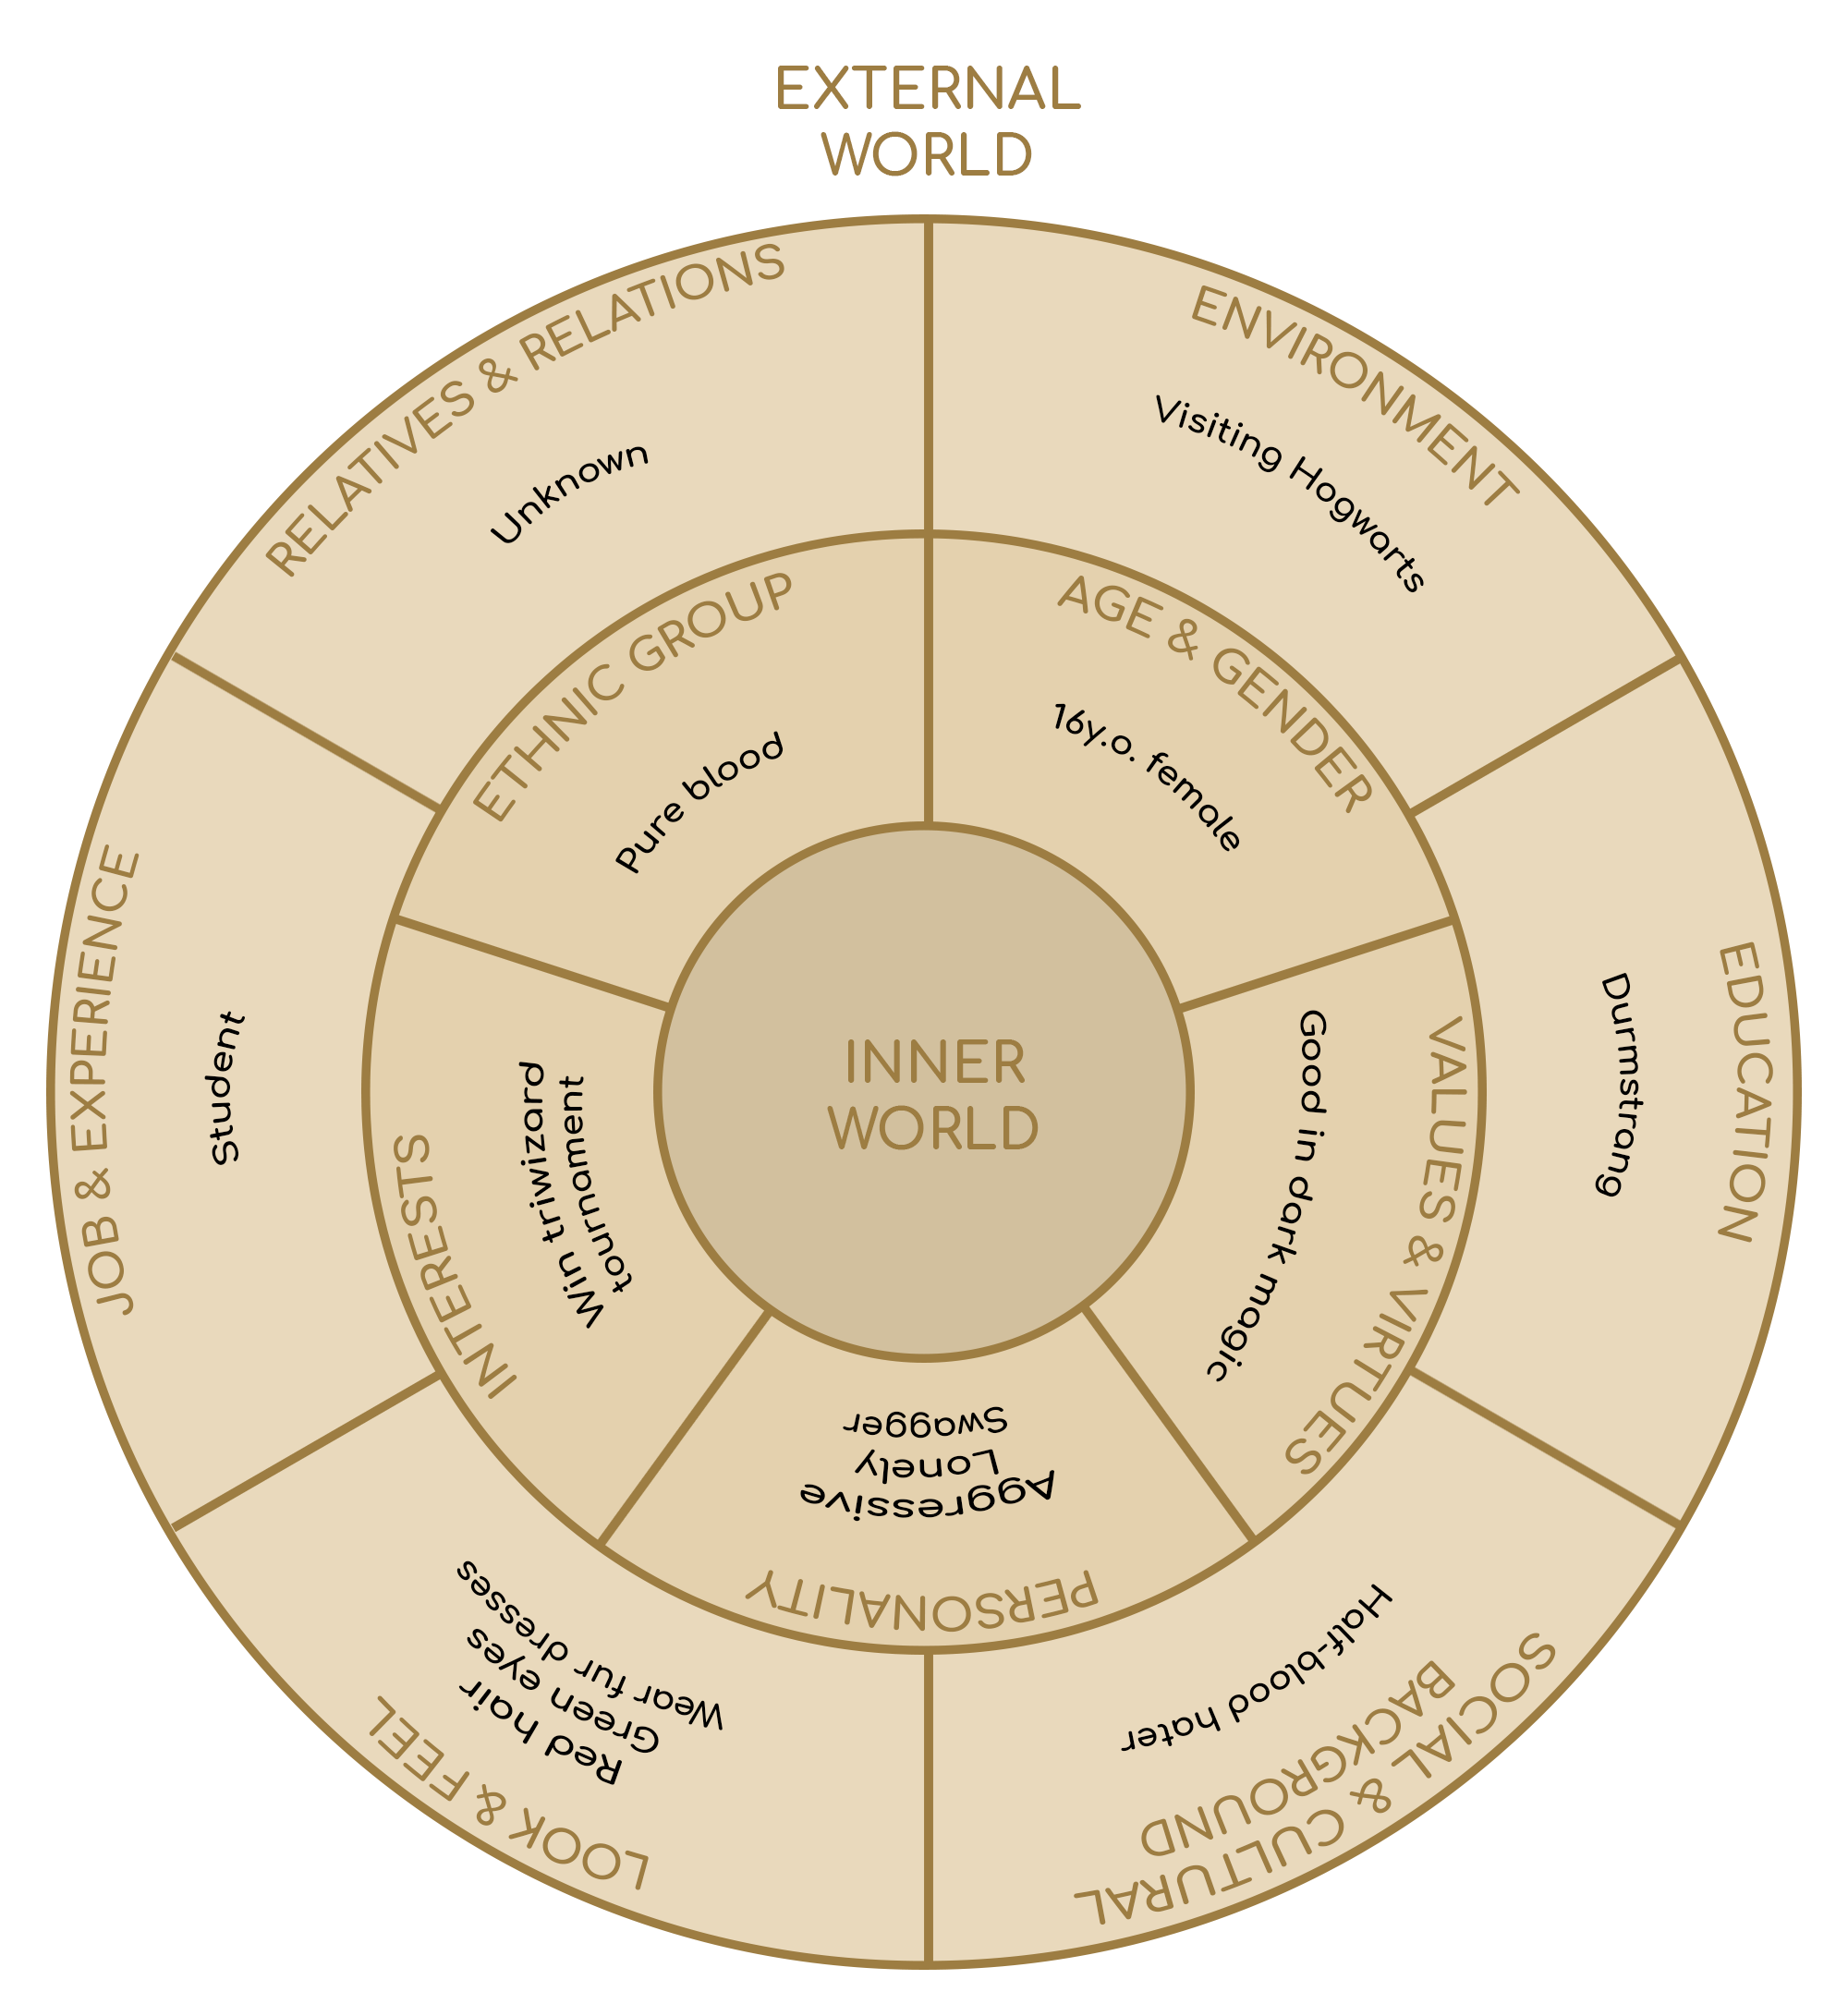 EXTERNAL
WORLD
RELATIVES & RELATIONS
Unknown
ENVIRONMENT
Visiting Hogwarts
EDUCATION
Durmstrang
SOCIAL & CULTURAL
BACKGROUND
Half-blood hater
LOOK & FEEL
Red hair
Green eyes
Wear fur dresses
JOB & EXPERIENCE
Student
ETHNIC GROUP
Pure blood
AGE & GENDER
16y.o. female
VALUES & VIRTUES
Good in dark magic
PERSONALITY
Aggressive
Lonely
Swagger
INTERESTS
Win triwizard
tournament
INNER
WORLD